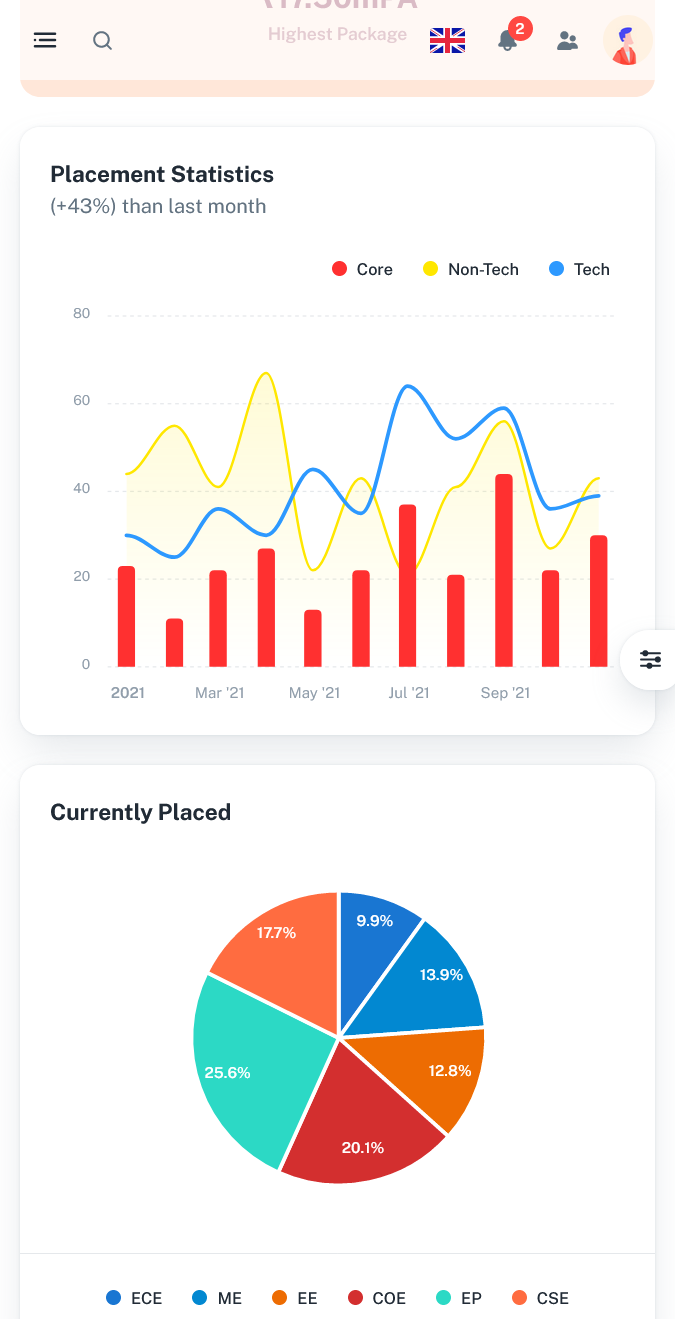 Highest Package
2
Placement Statistics
(+43%) than last month
Core Non-Tech Tech
80
60
40
20
0
2021 Mar '21 May '21 Jul '21 Sep '21
Currently Placed
17.7% 9.9%
13.9%
25.6% 12.8%
20.1%
ECE ME EE COE EP CSE